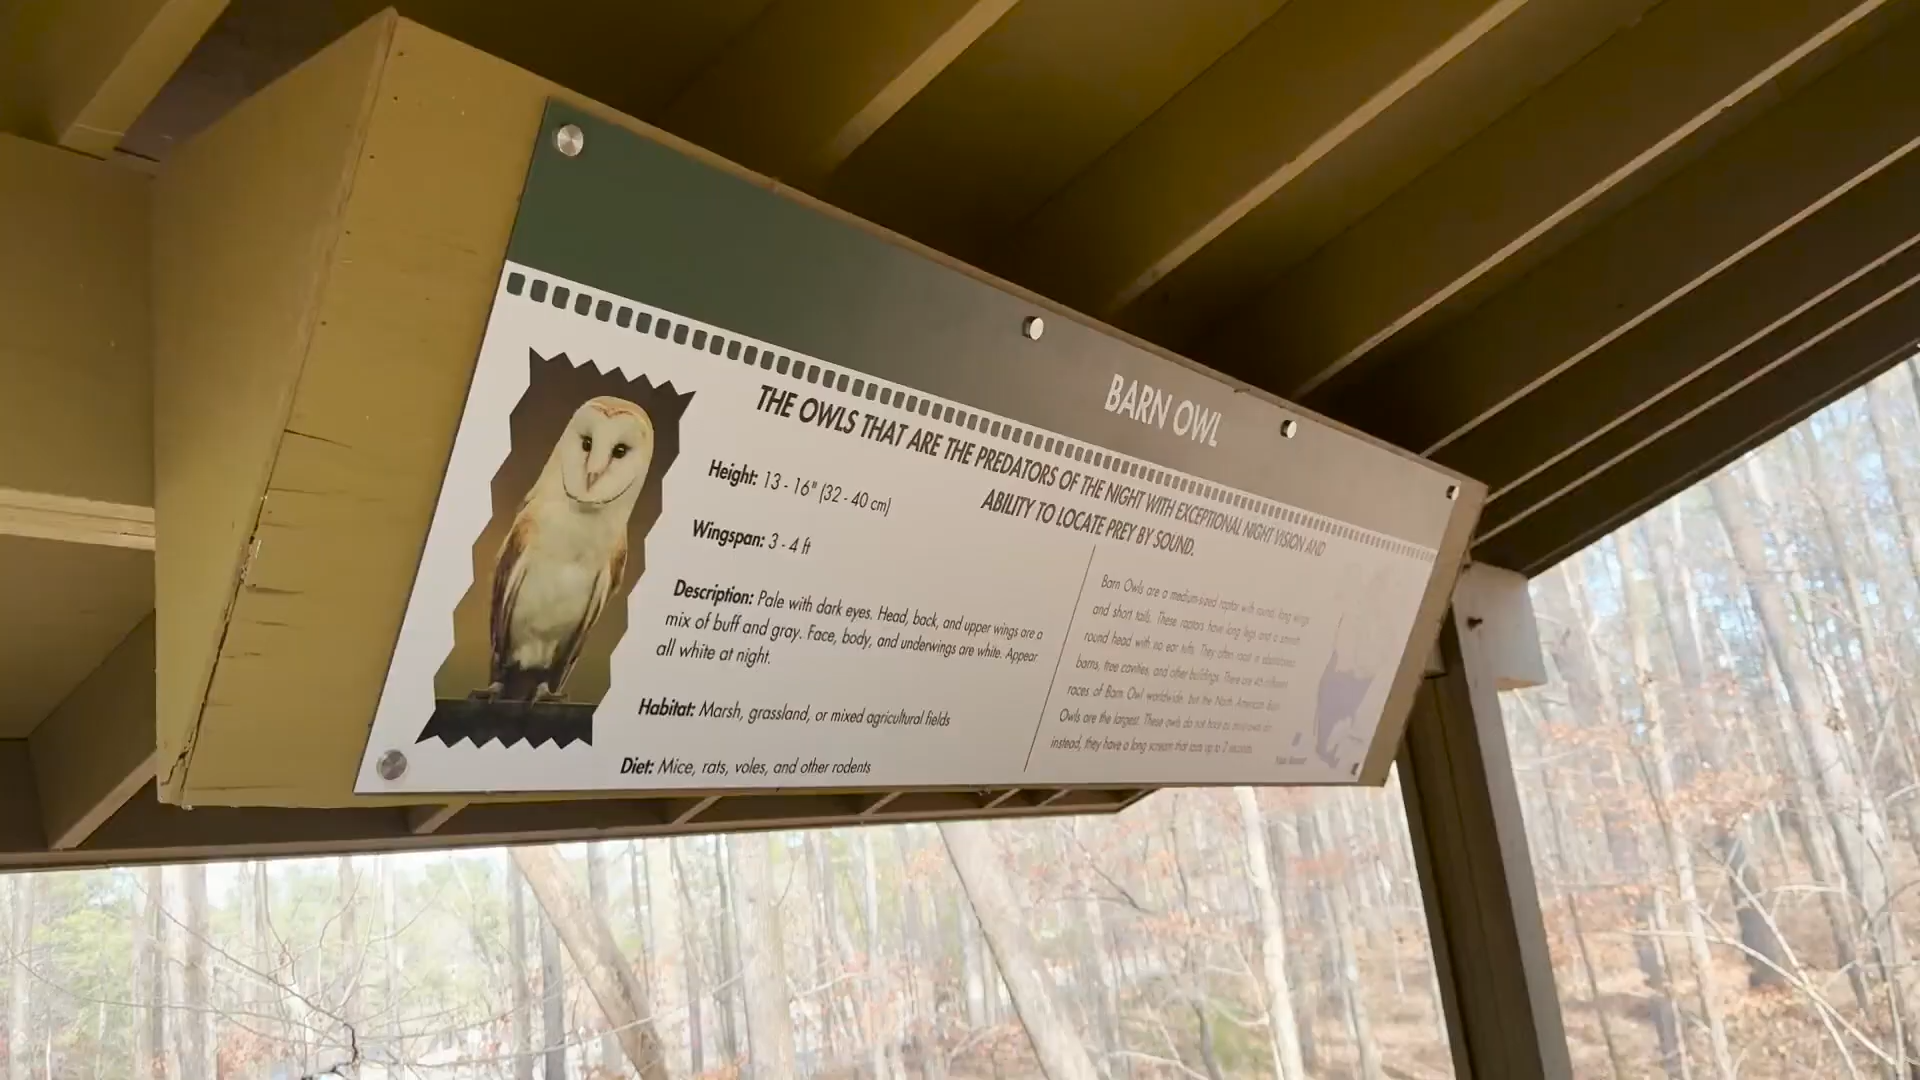 BARN OWL
THE OWLS THAT ARE THE PREDATORS OF THE NIGHT WITH EXCEPTIONAL NIGHT VISION AND
ABILITY TO LOCATE PREY BY SOUND.
Height: 13 - 16" (32 - 40 cm)
Wingspan: 3 - 4 ft
Description: Pale with dark eyes. Head, back, and upper wings are a
mix of buff and gray. Face, body, and underwings are white. Appear
all white at night.
Habitat: Marsh, grassland, or mixed agricultural fields
Diet: Mice, rats, voles, and other rodents
Barn Owls are a medium-sized raptor with round, long wings
and short tails. These raptors have long legs and a smooth
round head with no ear tufts. They often roost in abandoned
barns, tree cavities, and other buildings. There are 46 different
races of Barn Owl worldwide, but the North American Barn
Owls are the largest. These owls do not hoot as most owls do
instead, they have a long scream that lasts up to 2 seconds.